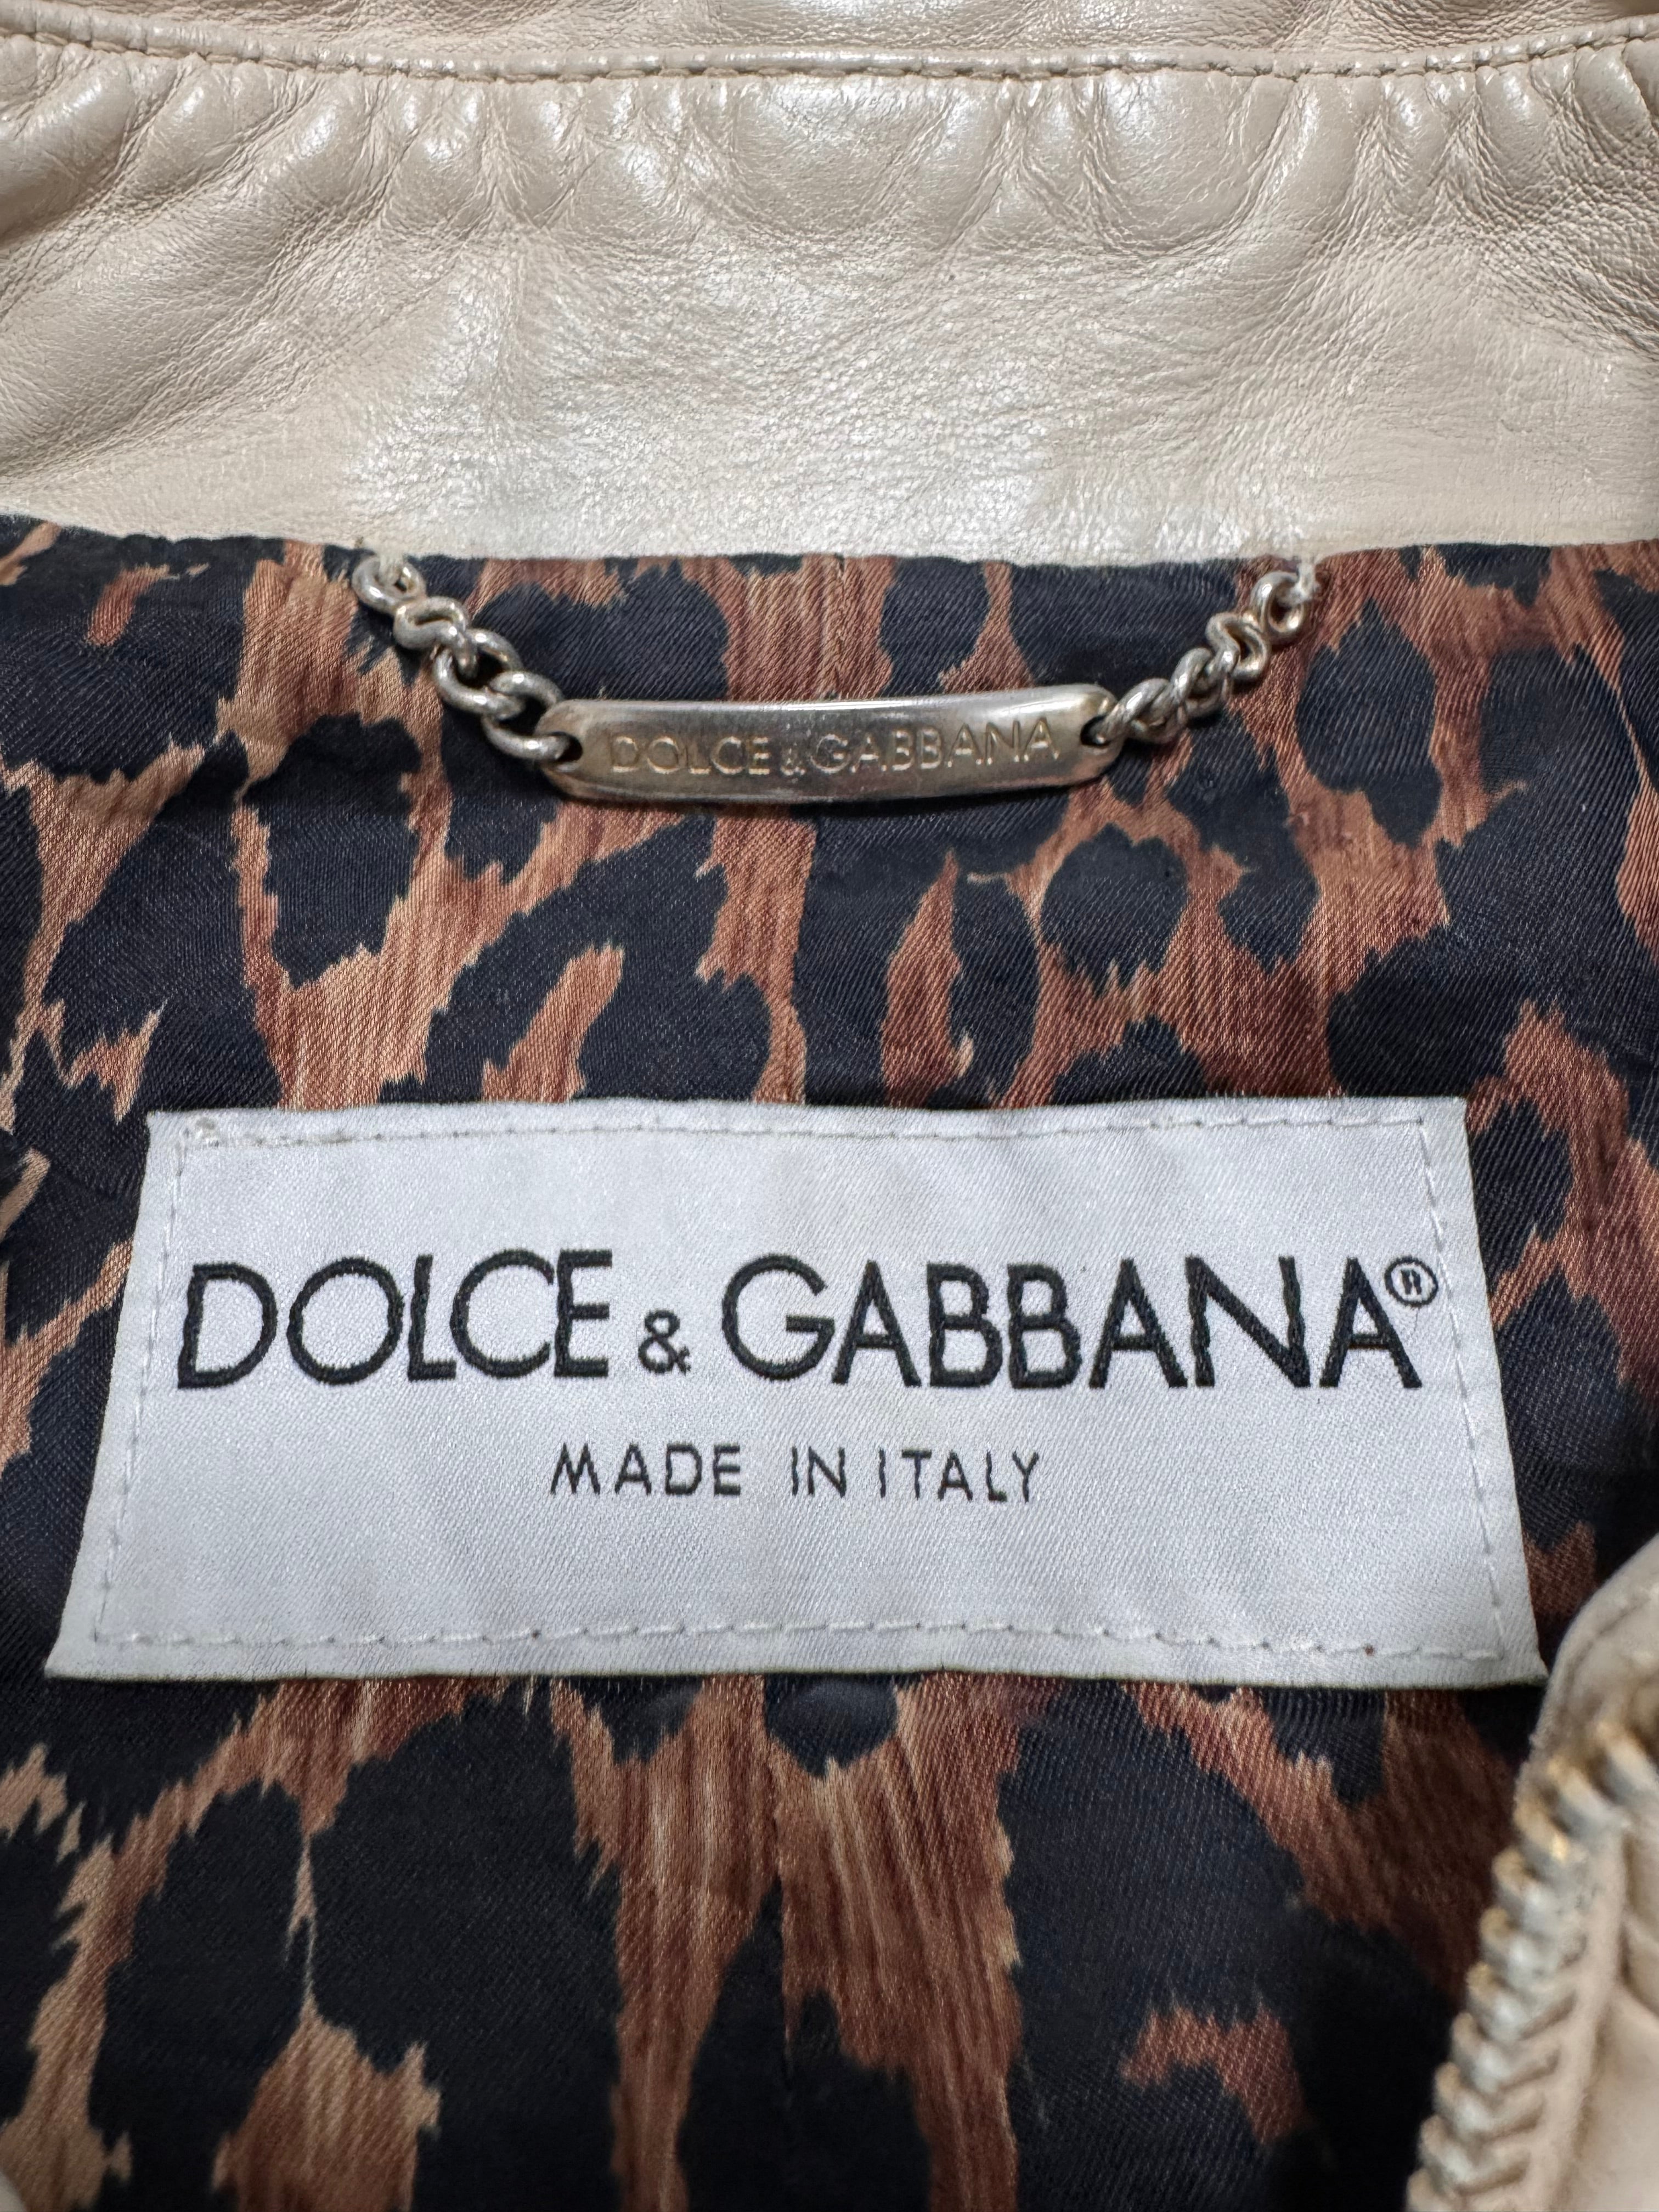 DOLCE & GABBANA
DOLCE & GABBANA®
MADE IN ITALY